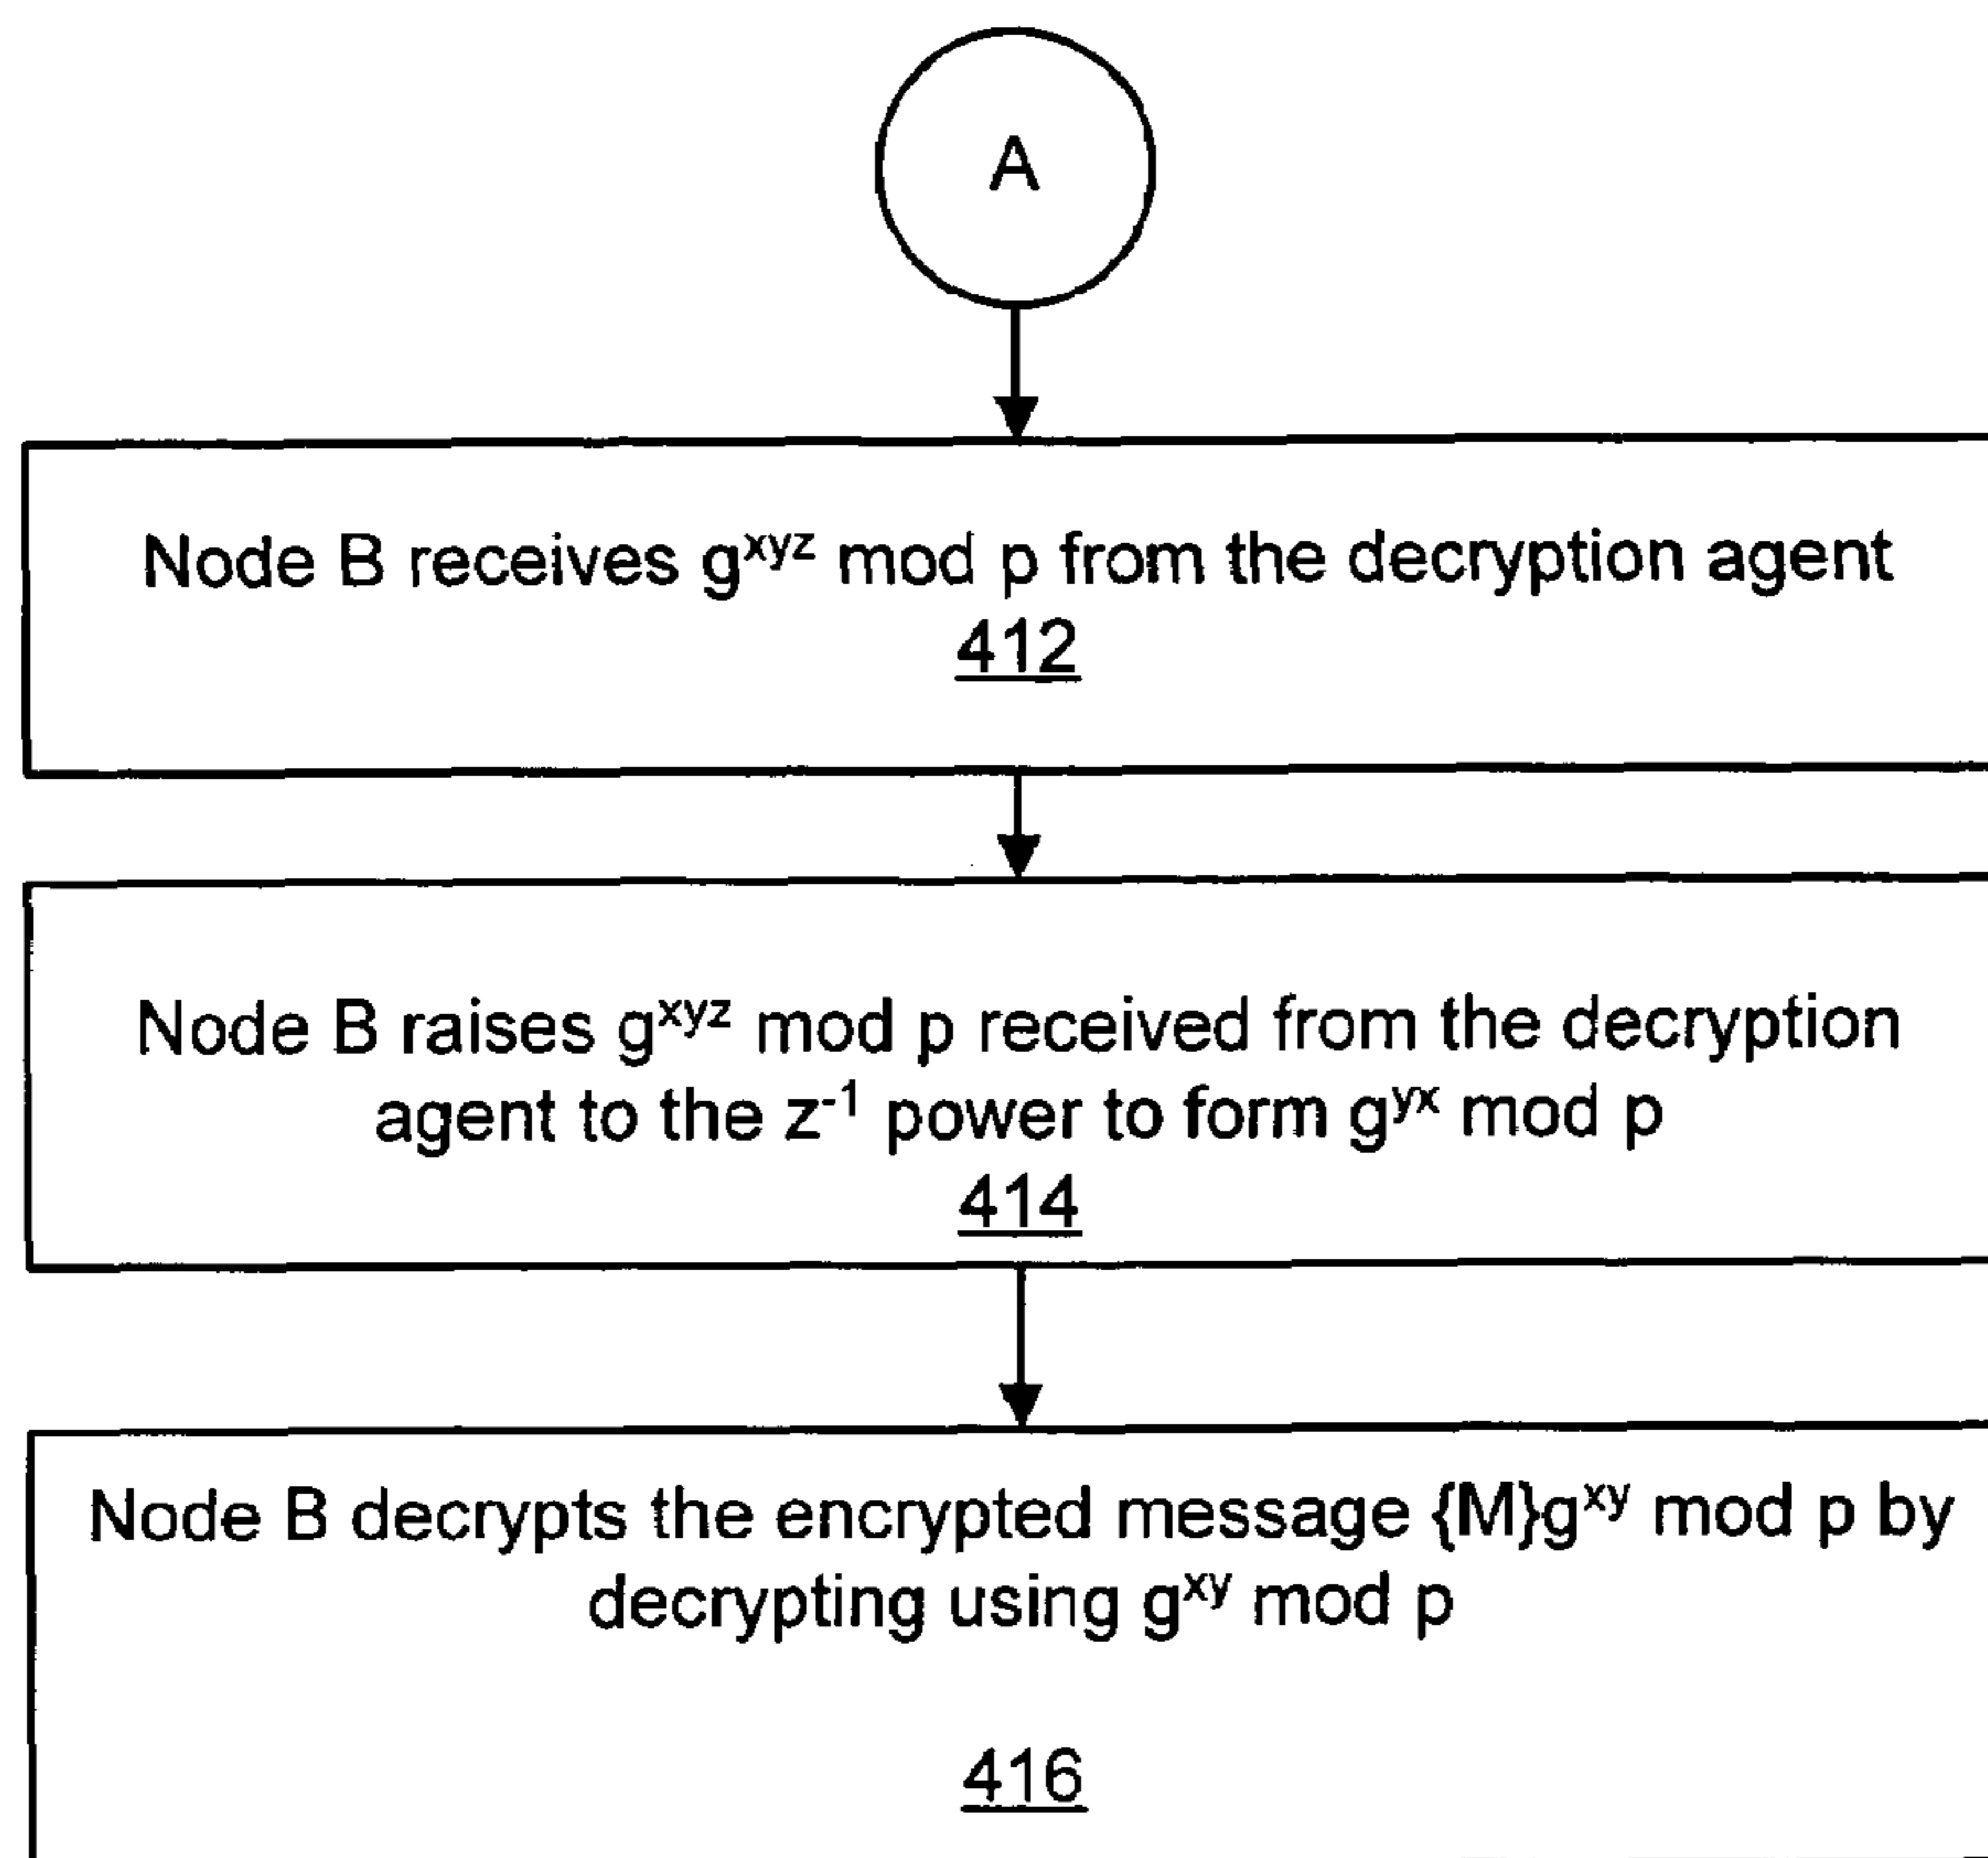 A
Node B receives g^xyz mod p from the decryption agent
412
Node B raises g^xyz mod p received from the decryption
agent to the z^-1 power to form g^yx mod p
414
Node B decrypts the encrypted message {M}g^xy mod p by
decrypting using g^xy mod p
416